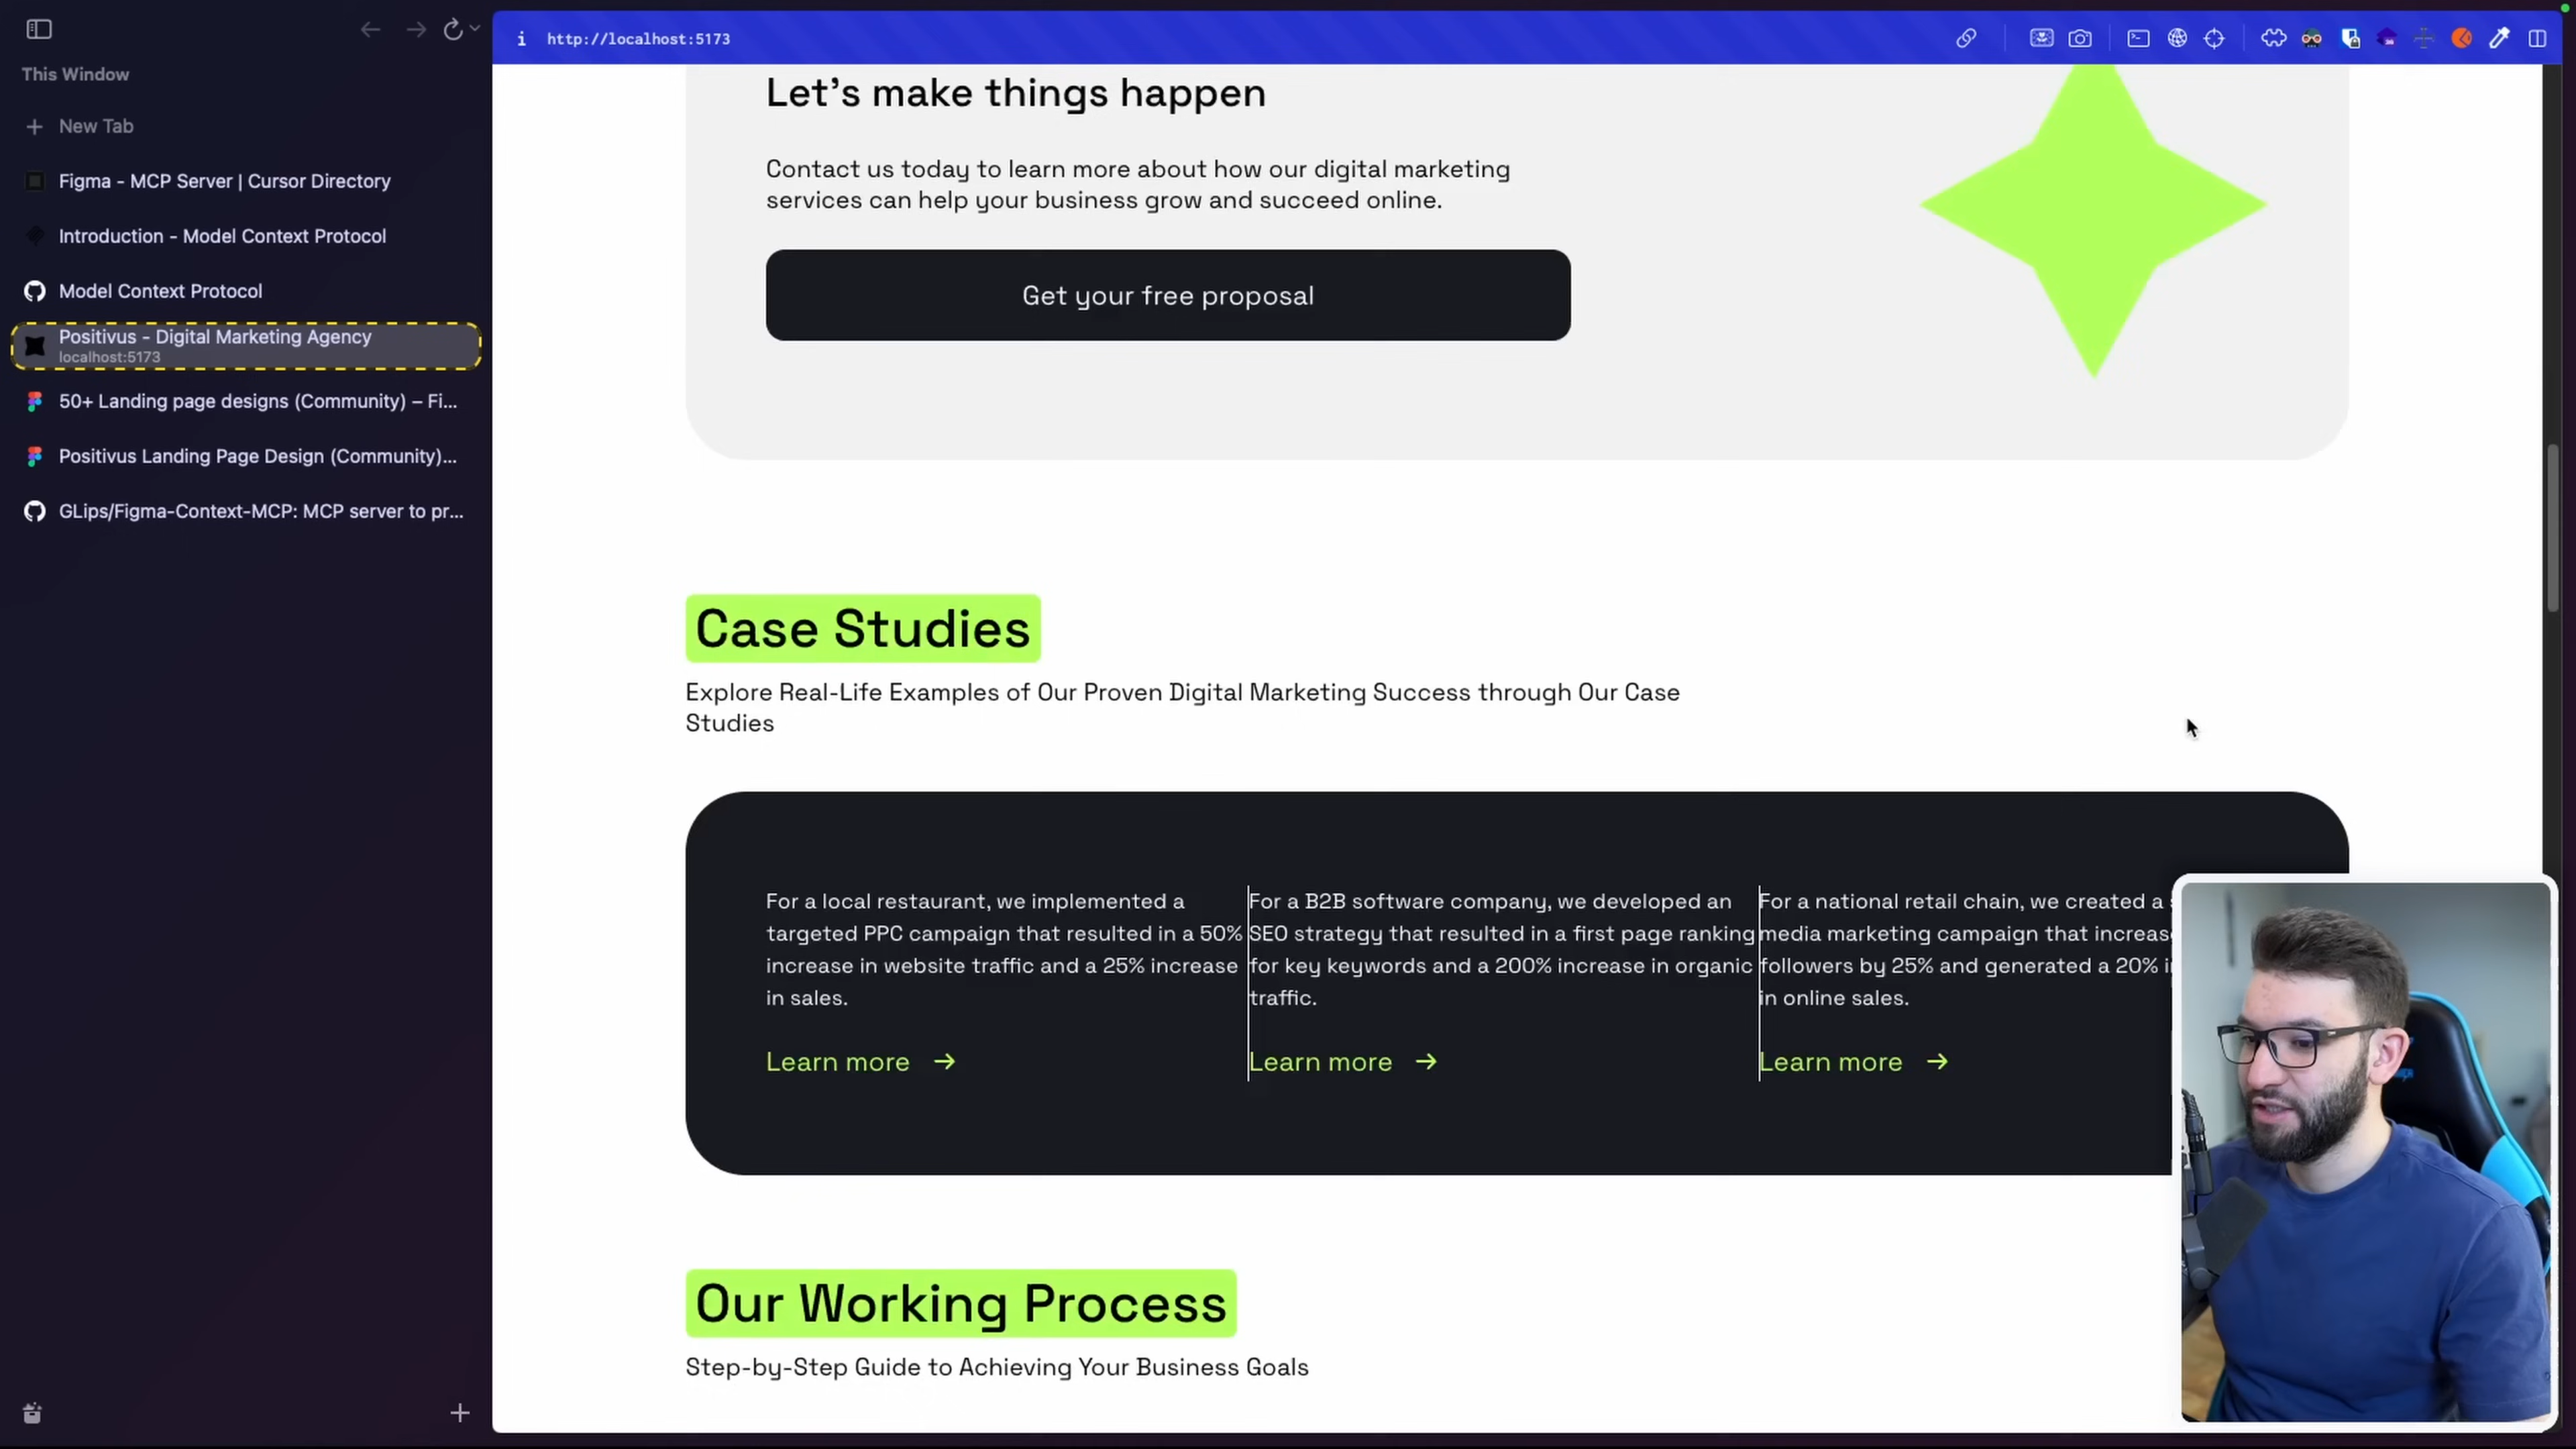 http://localhost:5173
This Window
New Tab
Figma - MCP Server | Cursor Directory
Introduction - Model Context Protocol
Model Context Protocol
Positivus - Digital Marketing Agency
localhost:5173
50+ Landing page designs (Community) – Fi...
Positivus Landing Page Design (Community)...
GLips/Figma-Context-MCP: MCP server to pr...
Let's make things happen
Contact us today to learn more about how our digital marketing
services can help your business grow and succeed online.
Get your free proposal
Case Studies
Explore Real-Life Examples of Our Proven Digital Marketing Success through Our Case
Studies
For a local restaurant, we implemented a
targeted PPC campaign that resulted in a 50%
increase in website traffic and a 25% increase
in sales.
Learn more →
For a B2B software company, we developed an
SEO strategy that resulted in a first page ranking
for key keywords and a 200% increase in organic
traffic.
Learn more →
For a national retail chain, we created a
media marketing campaign that increas
followers by 25% and generated a 20%
in online sales.
Learn more →
Our Working Process
Step-by-Step Guide to Achieving Your Business Goals